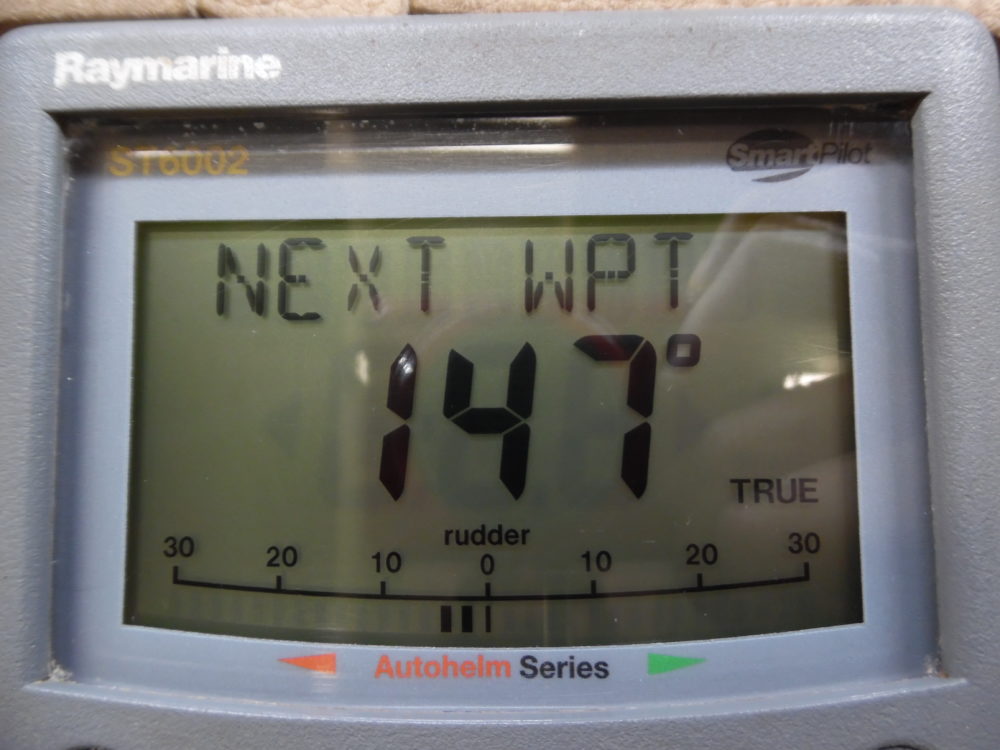 Raymarine
ST6002 SmartPilot
NEXT WPT
147°
TRUE
rudder
30 20 10 0 10 20 30
Autohelm Series